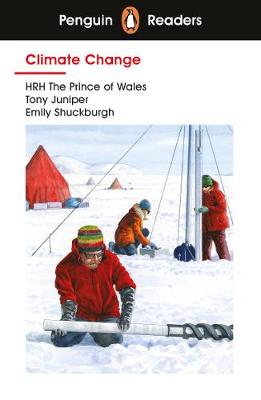 Penguin Readers
Climate Change
HRH The Prince of Wales
Tony Juniper
Emily Shuckburgh